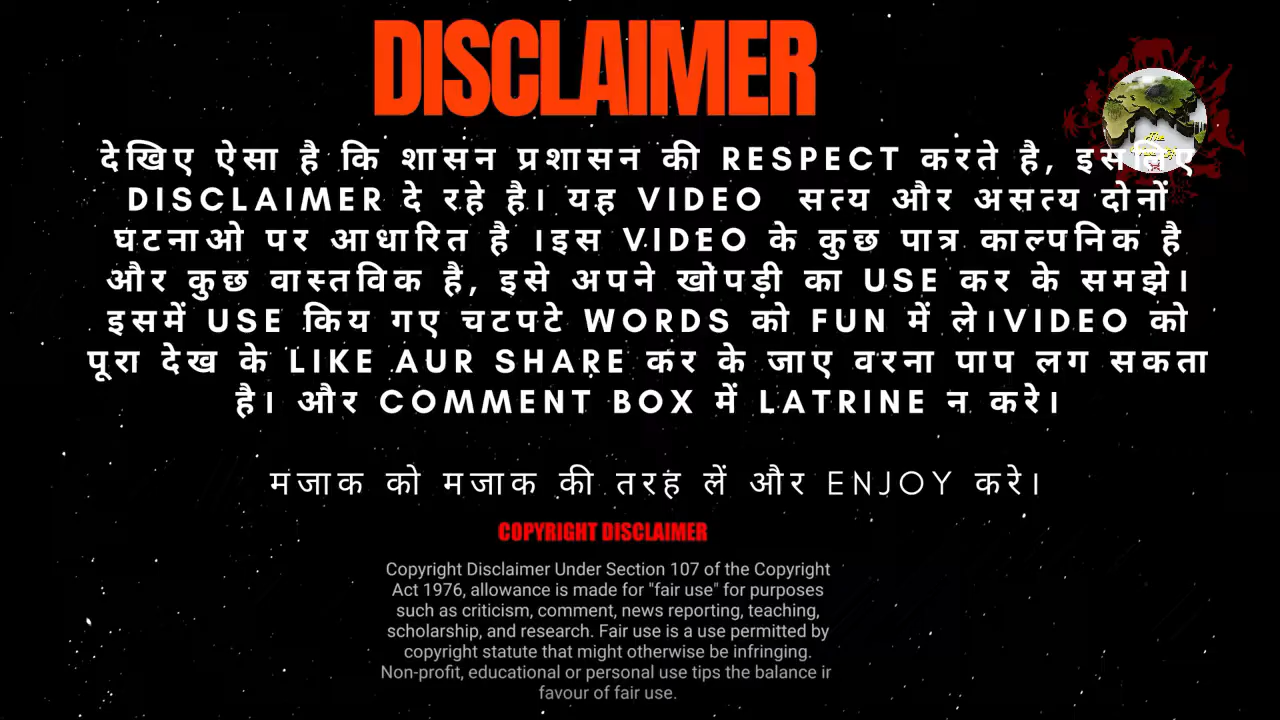 DISCLAIMER
देखिए ऐसा है कि शासन प्रशासन की RESPECT करते है, इसलिए
DISCLAIMER दे रहे है। यह VIDEO सत्य और असत्य दोनों
घटनाओ पर आधारित है ।इस VIDEO के कुछ पात्र काल्पनिक है
और कुछ वास्तविक है, इसे अपने खोंपड़ी का USE कर के समझे।
इसमें USE किय गए चटपटे WORDS को FUN में ले।VIDEO को
पूरा देख के LIKE AUR SHARE कर के जाए वरना पाप लग सकता
है। और COMMENT BOX में LATRINE न करे।
मजाक को मजाक की तरह लें और ENJOY करे।
COPYRIGHT DISCLAIMER
Copyright Disclaimer Under Section 107 of the Copyright
Act 1976, allowance is made for "fair use" for purposes
such as criticism, comment, news reporting, teaching,
scholarship, and research. Fair use is a use permitted by
copyright statute that might otherwise be infringing.
Non-profit, educational or personal use tips the balance in
favour of fair use.